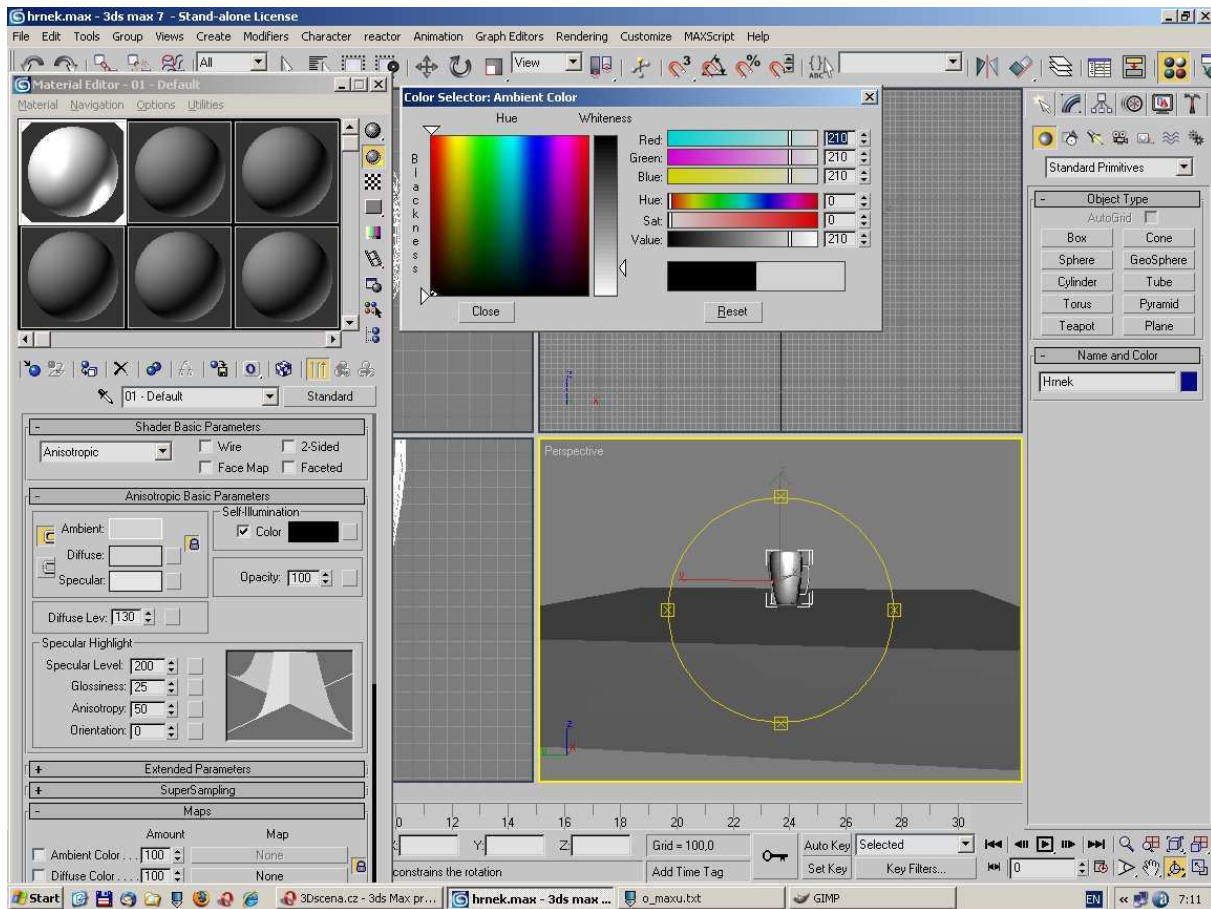 hrnek.max - 3ds max 7 - Stand-alone License
File Edit Tools Group Views Create Modifiers Character reactor Animation Graph Editors Rendering Customize MAXScript Help
All
View
ABC
Material Editor - 01 - Default
Material Navigation Options Utilities
01 - Default
Standard
Shader Basic Parameters
Anisotropic
Wire
2-Sided
Face Map
Faceted
Anisotropic Basic Parameters
Ambient:
Diffuse:
Specular:
Self-Illumination
Color
Opacity: 100
Diffuse Lev: 130
Specular Highlight
Specular Level: 200
Glossiness: 25
Anisotropy: 50
Orientation: 0
Extended Parameters
SuperSampling
Maps
Amount Map
Ambient Color . . . 100 None
Diffuse Color . . . . 100 None
Color Selector: Ambient Color
Hue Whiteness
Blackness
Red: 210
Green: 210
Blue: 210
Hue: 0
Sat: 0
Value: 210
Close
Reset
Standard Primitives
Object Type
AutoGrid
Box Cone
Sphere GeoSphere
Cylinder Tube
Torus Pyramid
Teapot Plane
Name and Color
Hrnek
Perspective
12 14 16 18 20 22 24 26 28 30
Y: Z: Grid = 100,0
Add Time Tag
Auto Key Selected
Set Key Key Filters...
0
constrains the rotation
Start
3Dscena.cz - 3ds Max pr...
hrnek.max - 3ds max ...
o_maxu.txt
GIMP
EN
7:11